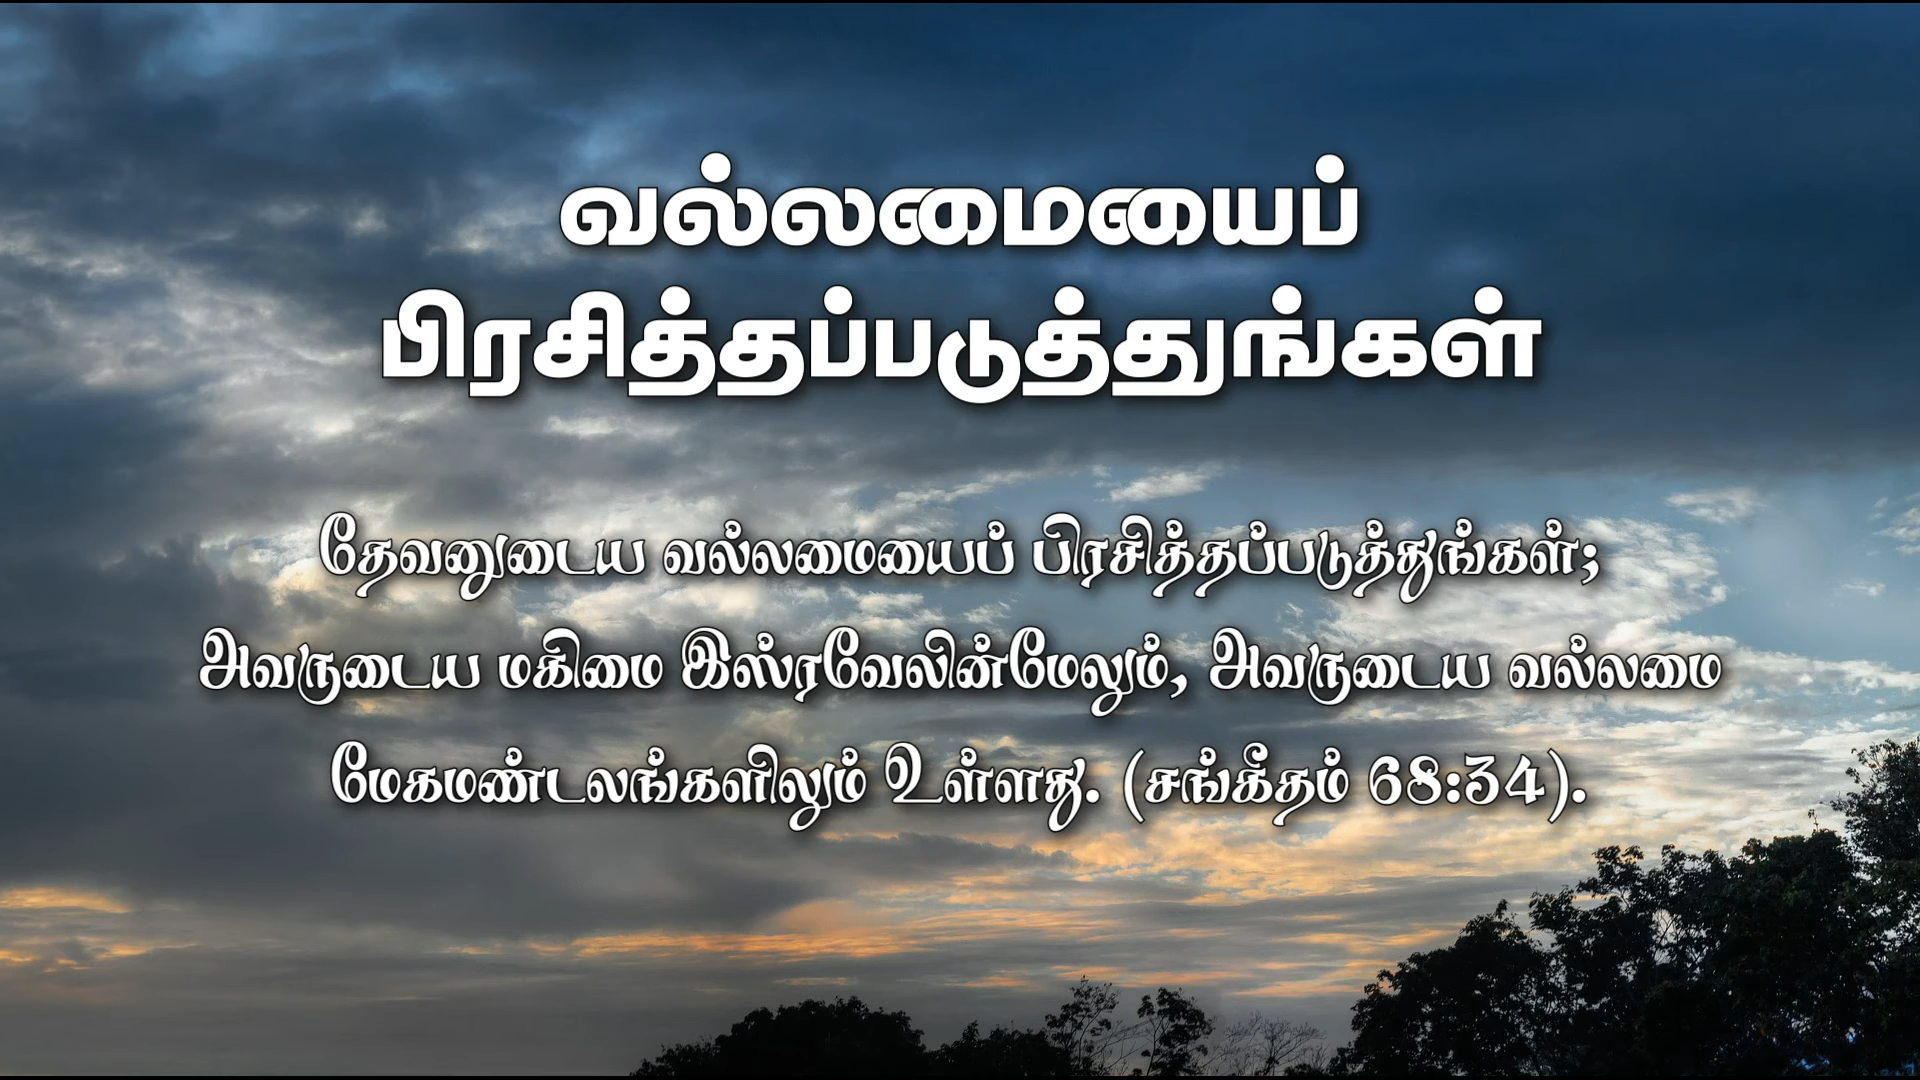 வல்லமையைப்
பிரசித்தப்படுத்துங்கள்
தேவனுடைய வல்லமையைப் பிரசித்தப்படுத்துங்கள்;
அவருடைய மகிமை இஸ்ரவேலின்மேலும், அவருடைய வல்லமை
மேகமண்டலங்களிலும் உள்ளது. (சங்கீதம் 68:34).